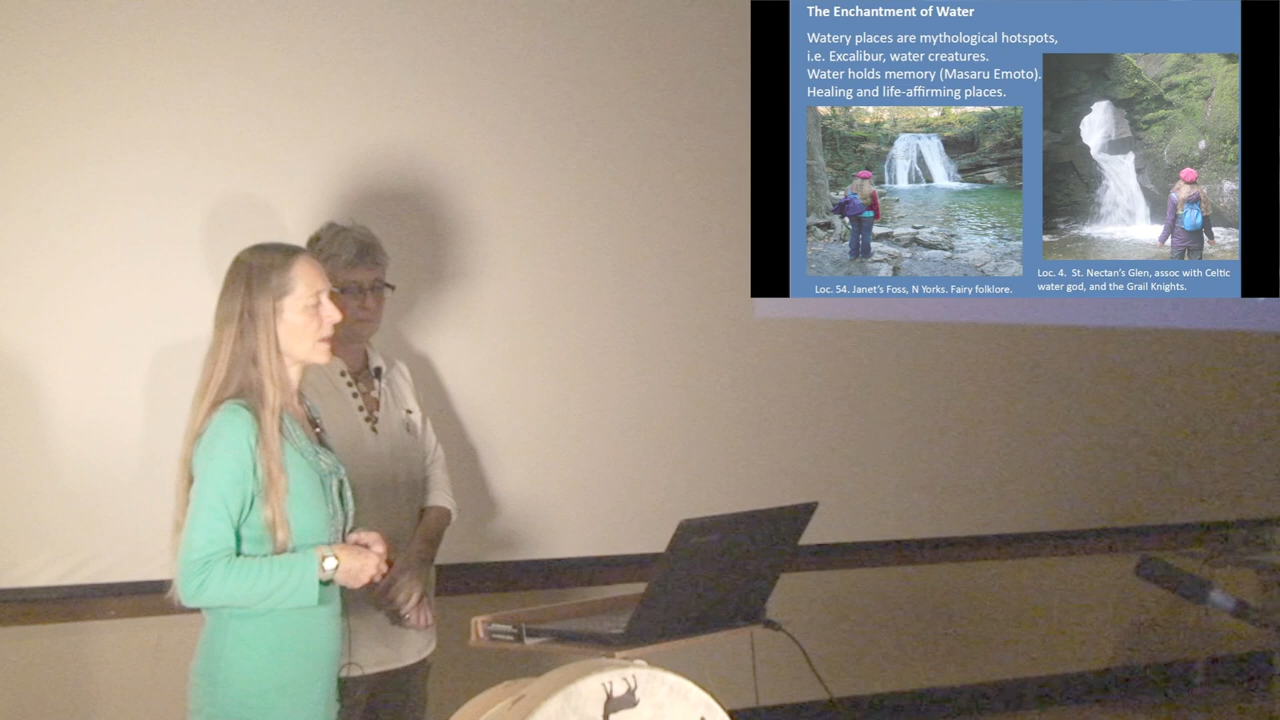 The Enchantment of Water
Watery places are mythological hotspots,
i.e. Excalibur, water creatures.
Water holds memory (Masaru Emoto).
Healing and life-affirming places.
Loc. 54. Janet's Foss, N Yorks. Fairy folklore.
Loc. 4. St. Nectan's Glen, assoc with Celtic
water god, and the Grail Knights.